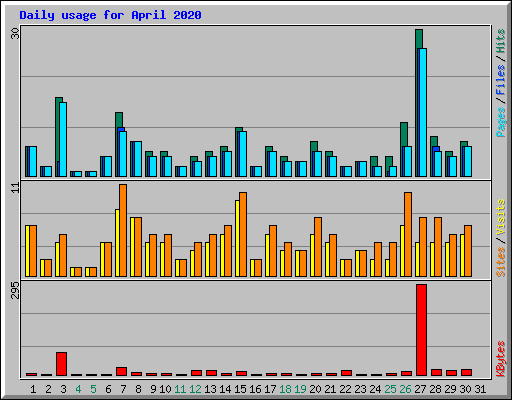 Daily usage for April 2020
30
Pages / Files / Hits
11
Sites / Visits
295
KBytes
1 2 3 4 5 6 7 8 9 10 11 12 13 14 15 16 17 18 19 20 21 22 23 24 25 26 27 28 29 30 31